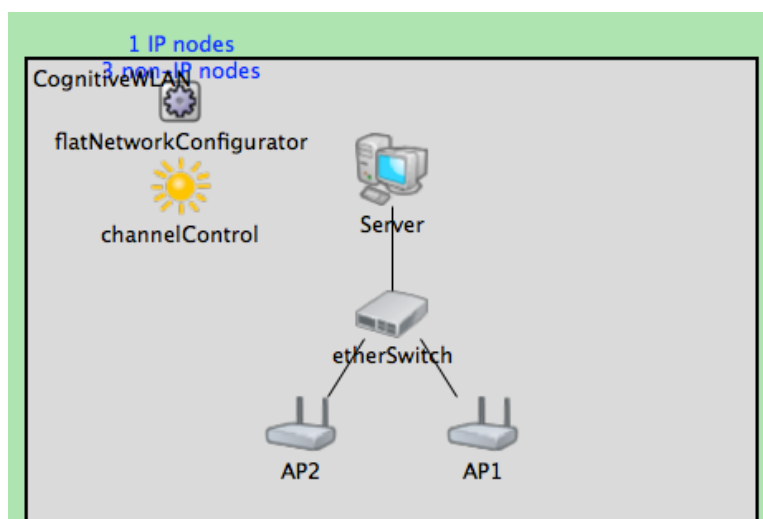 1 IP nodes
3 non-IP nodes
CognitiveWLAN
flatNetworkConfigurator
channelControl
Server
etherSwitch
AP2
AP1